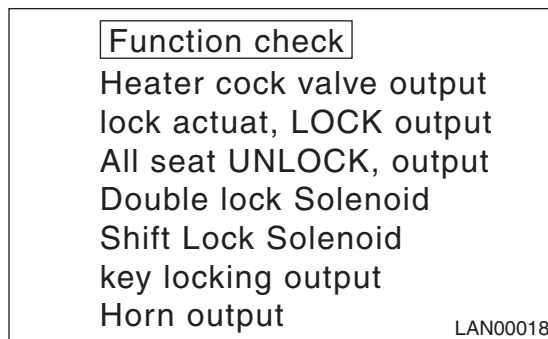 Function check
Heater cock valve output
lock actuat, LOCK output
All seat UNLOCK, output
Double lock Solenoid
Shift Lock Solenoid
key locking output
Horn output
LAN00018